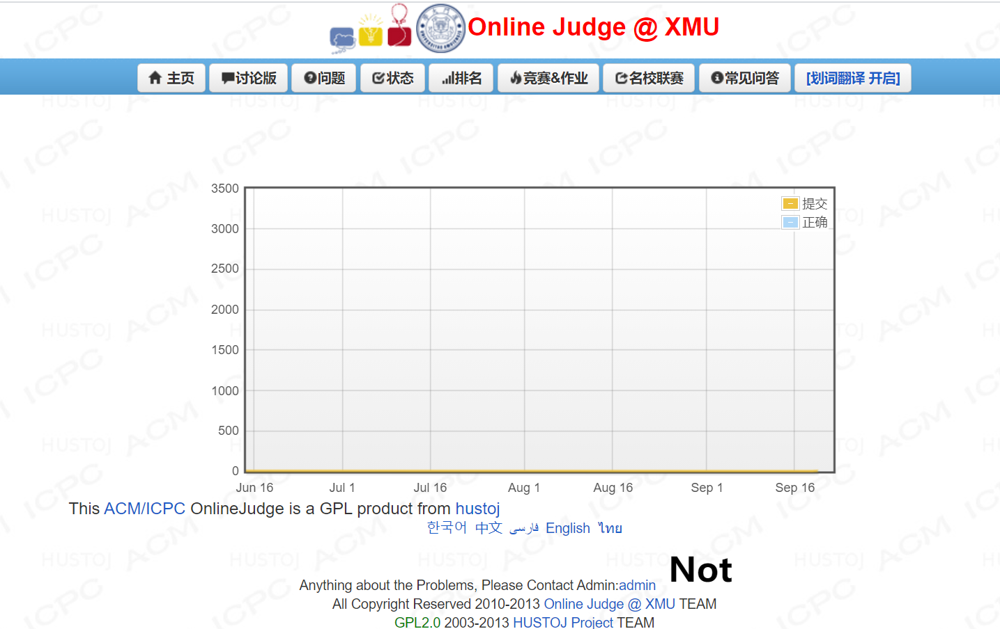 Online Judge @ XMU
主页 讨论版 问题 状态 排名 竞赛&作业 名校联赛 常见问答 [划词翻译 开启]
3500
3000
2500
2000
1500
1000
500
0
提交
正确
Jun 16 Jul 1 Jul 16 Aug 1 Aug 16 Sep 1 Sep 16
This ACM/ICPC OnlineJudge is a GPL product from hustoj
한국어 中文 فارسی English ไทย
Not
Anything about the Problems, Please Contact Admin:admin
All Copyright Reserved 2010-2013 Online Judge @ XMU TEAM
GPL2.0 2003-2013 HUSTOJ Project TEAM
HUSTOJ ACM ICPC